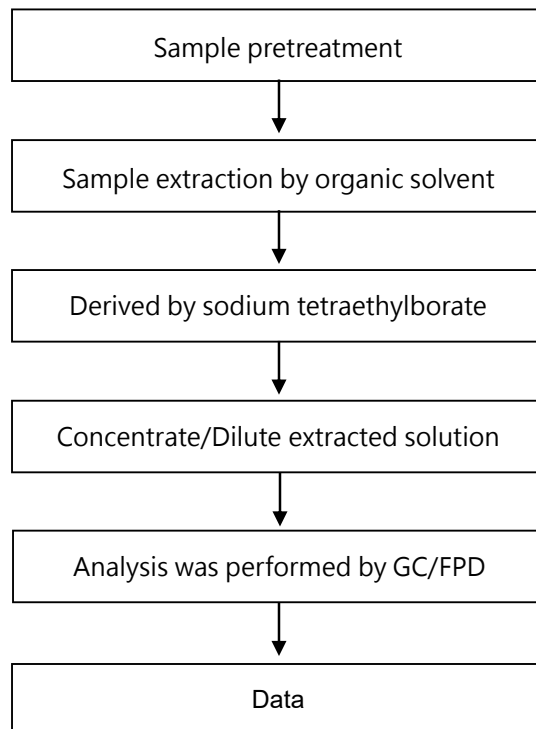 Sample pretreatment
Sample extraction by organic solvent
Derived by sodium tetraethylborate
Concentrate/Dilute extracted solution
Analysis was performed by GC/FPD
Data